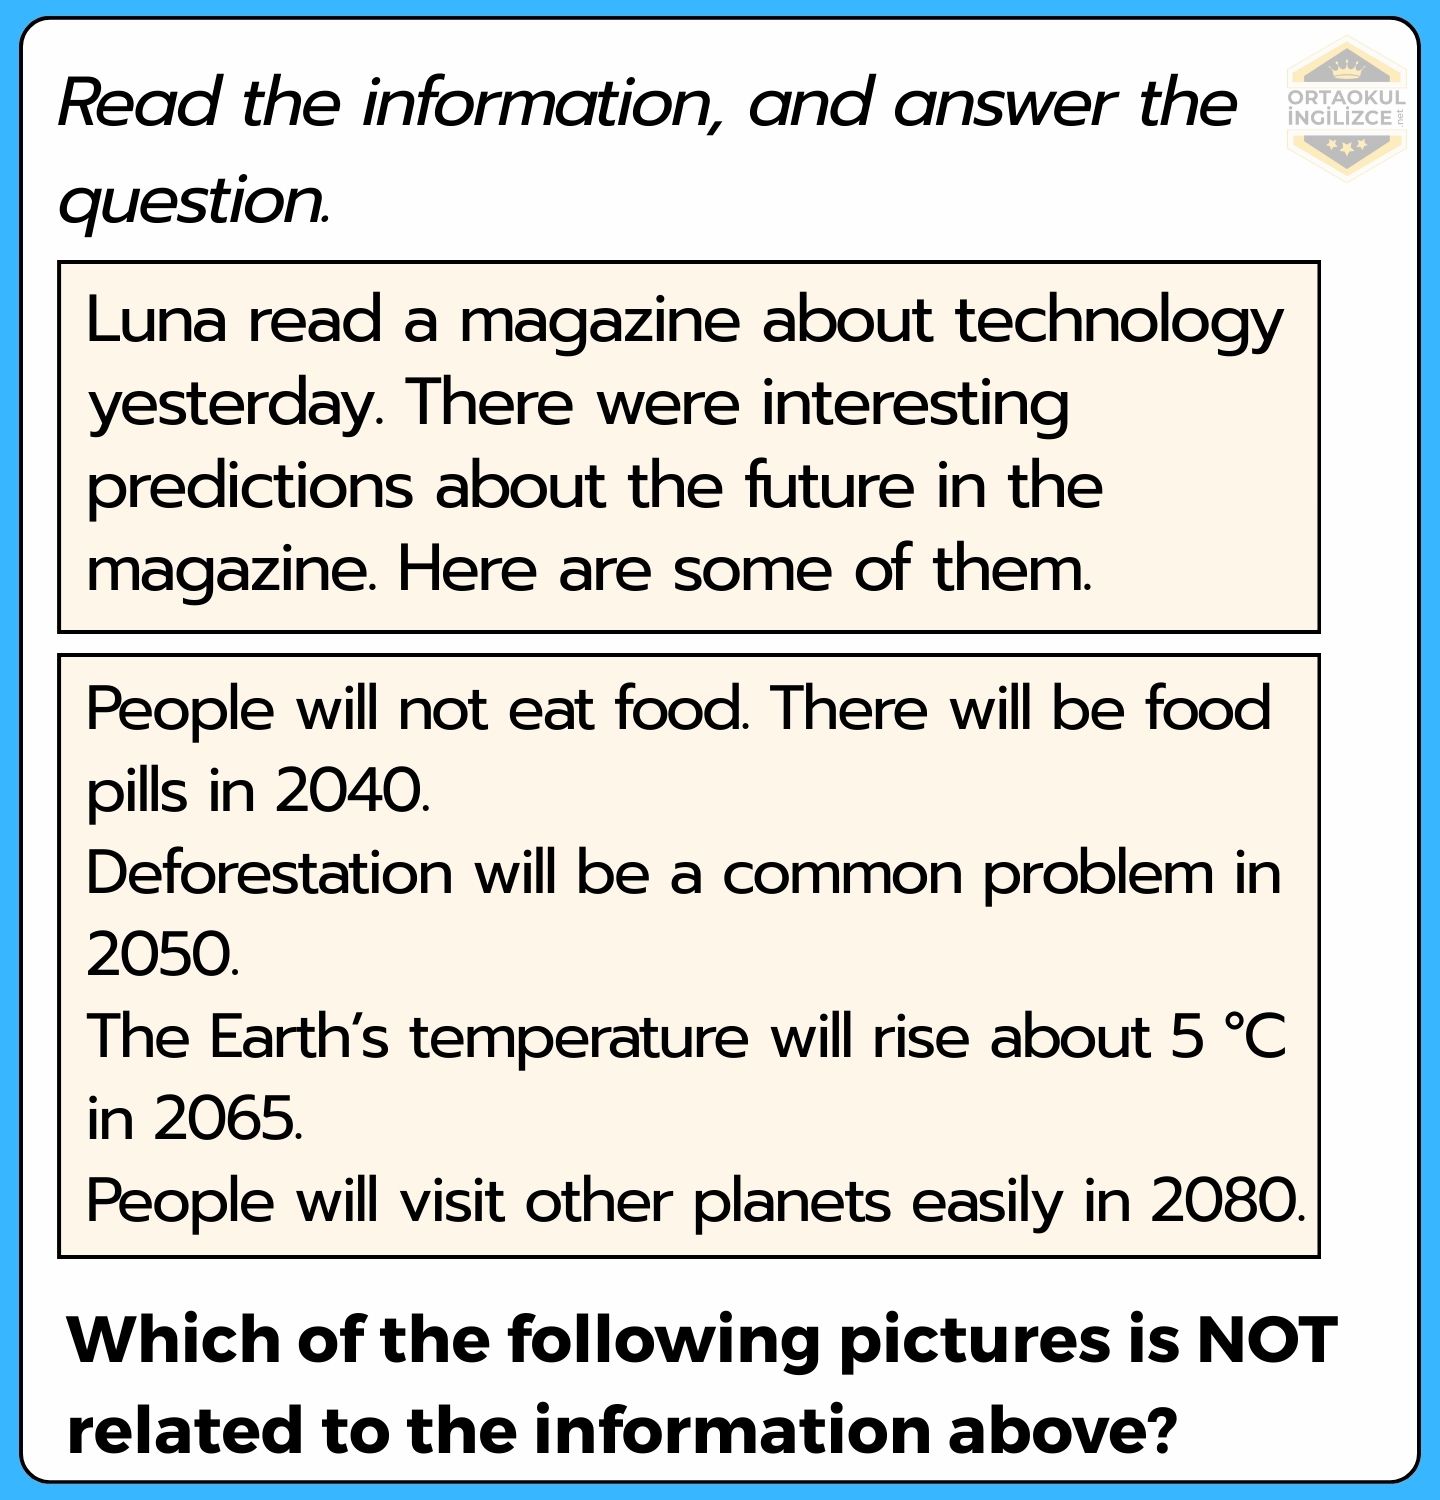 Read the information, and answer the
question.
ORTAOKUL
İNGİLİZCE
.net
Luna read a magazine about technology
yesterday. There were interesting
predictions about the future in the
magazine. Here are some of them.
People will not eat food. There will be food
pills in 2040.
Deforestation will be a common problem in
2050.
The Earth’s temperature will rise about 5 °C
in 2065.
People will visit other planets easily in 2080.
Which of the following pictures is NOT
related to the information above?